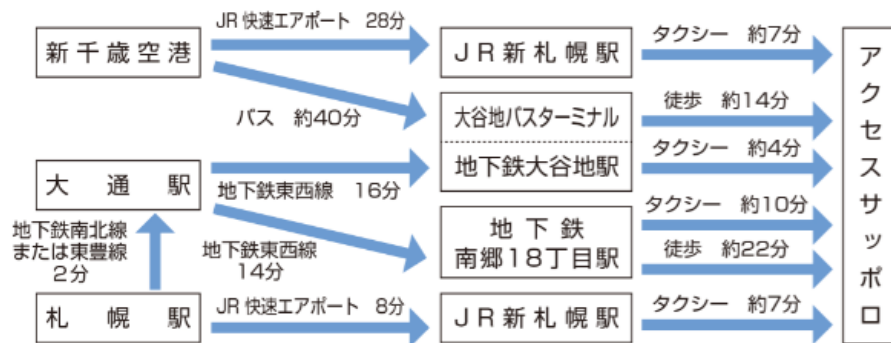 JR快速エアポート 28分
新千歳空港
JR新札幌駅
タクシー 約7分
バス 約40分
大谷地バスターミナル
徒歩 約14分
地下鉄大谷地駅
タクシー 約4分
大通駅
地下鉄東西線 16分
地下鉄南北線
または東豊線
2分
地下鉄東西線
14分
地下鉄
南郷18丁目駅
タクシー 約10分
徒歩 約22分
札幌駅
JR快速エアポート 8分
JR新札幌駅
タクシー 約7分
アクセスサッポロ